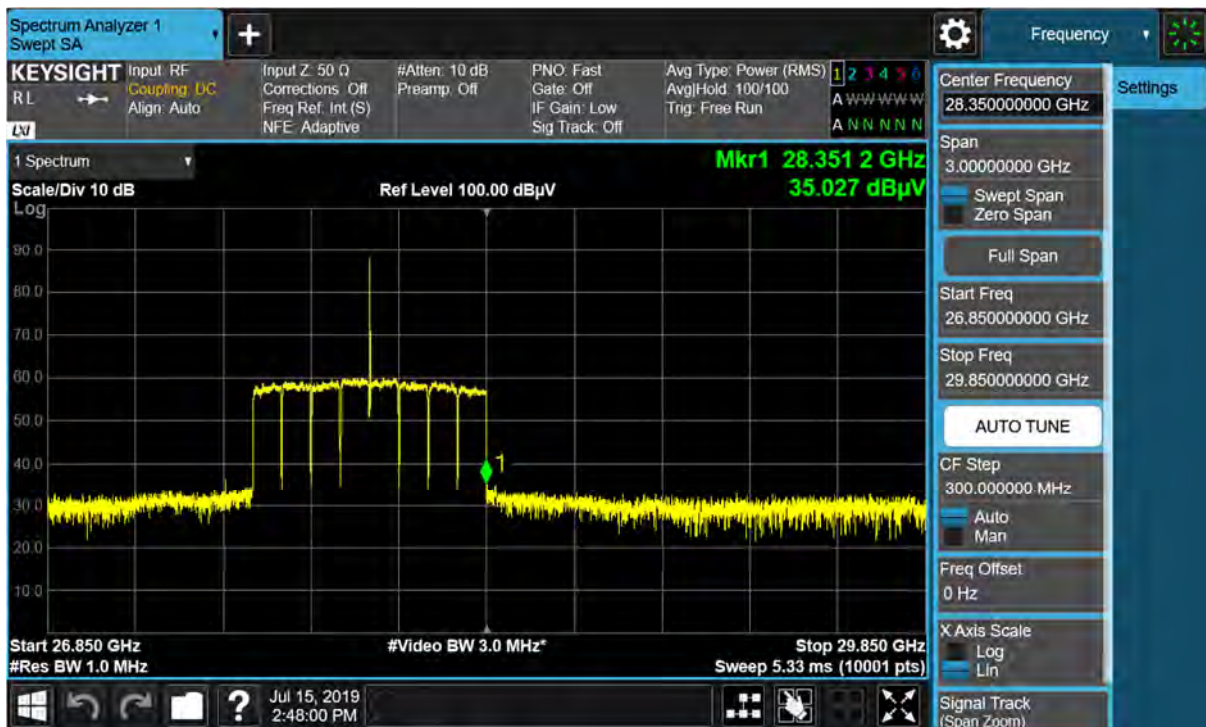 Spectrum Analyzer 1
Swept SA
+
Frequency
KEYSIGHT
RL
LXI
Input: RF
Coupling: DC
Align: Auto
Input Z: 50 Ω
Corrections: Off
Freq Ref: Int (S)
NFE: Adaptive
#Atten: 10 dB
Preamp: Off
PNO: Fast
Gate: Off
IF Gain: Low
Sig Track: Off
Avg Type: Power (RMS)
Avg|Hold: 100/100
Trig: Free Run
1 2 3 4 5 6
A W W W W W
A N N N N N
1 Spectrum
Scale/Div 10 dB
Ref Level 100.00 dBµV
Mkr1 28.351 2 GHz
35.027 dBµV
Log
90.0
80.0
70.0
60.0
50.0
40.0
30.0
20.0
10.0
1
Start 26.850 GHz
#Res BW 1.0 MHz
#Video BW 3.0 MHz*
Stop 29.850 GHz
Sweep 5.33 ms (10001 pts)
Center Frequency
28.350000000 GHz
Settings
Span
3.00000000 GHz
Swept Span
Zero Span
Full Span
Start Freq
26.850000000 GHz
Stop Freq
29.850000000 GHz
AUTO TUNE
CF Step
300.000000 MHz
Auto
Man
Freq Offset
0 Hz
X Axis Scale
Log
Lin
Signal Track
(Span Zoom)
?
Jul 15, 2019
2:48:00 PM